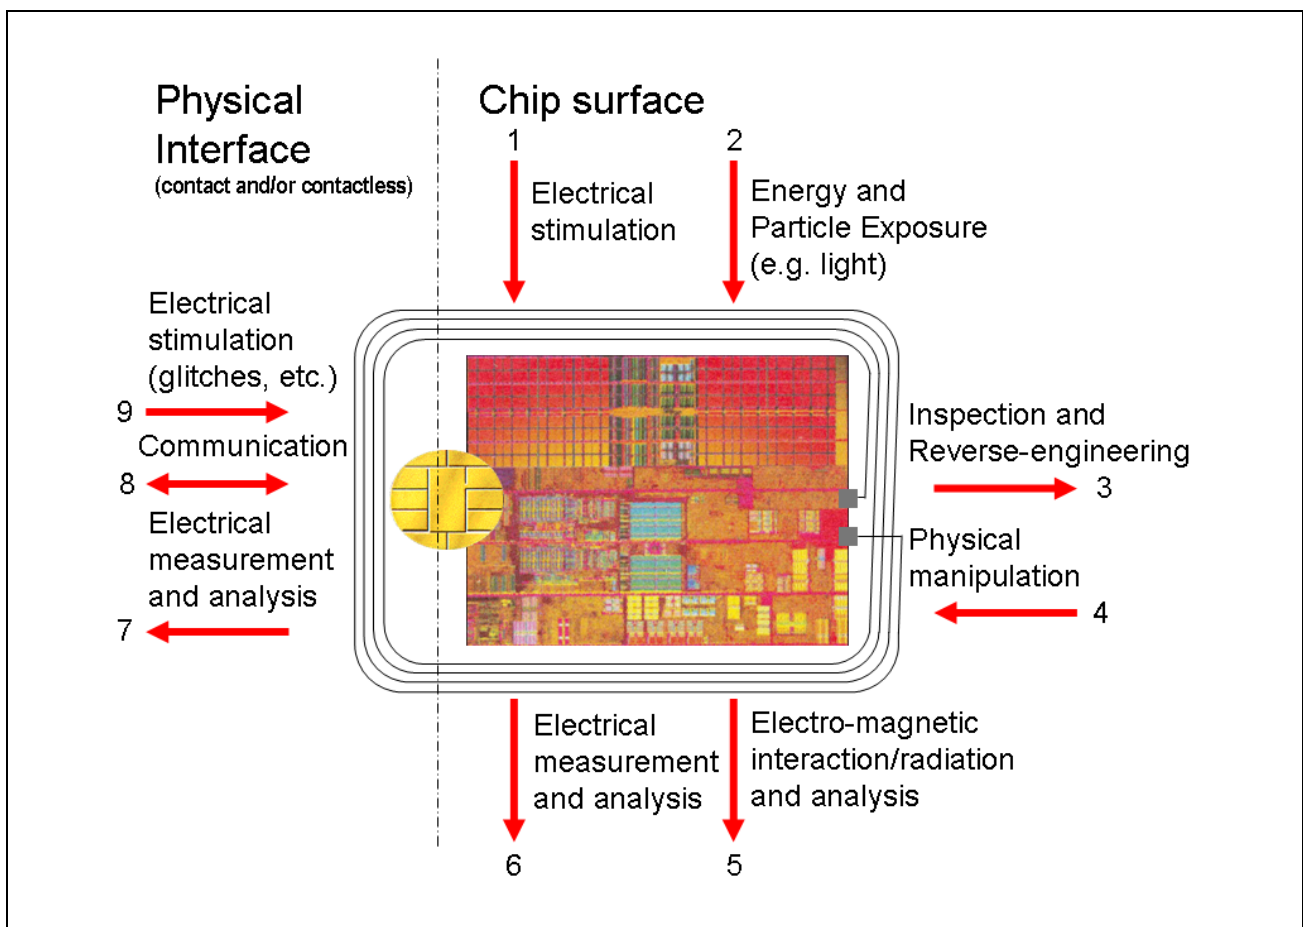 Physical
Interface
(contact and/or contactless)
Chip surface
1
2
Electrical
stimulation
Energy and
Particle Exposure
(e.g. light)
Electrical
stimulation
(glitches, etc.)
9
Communication
8
Electrical
measurement
and analysis
7
Inspection and
Reverse-engineering
3
Physical
manipulation
4
Electrical
measurement
and analysis
6
Electro-magnetic
interaction/radiation
and analysis
5